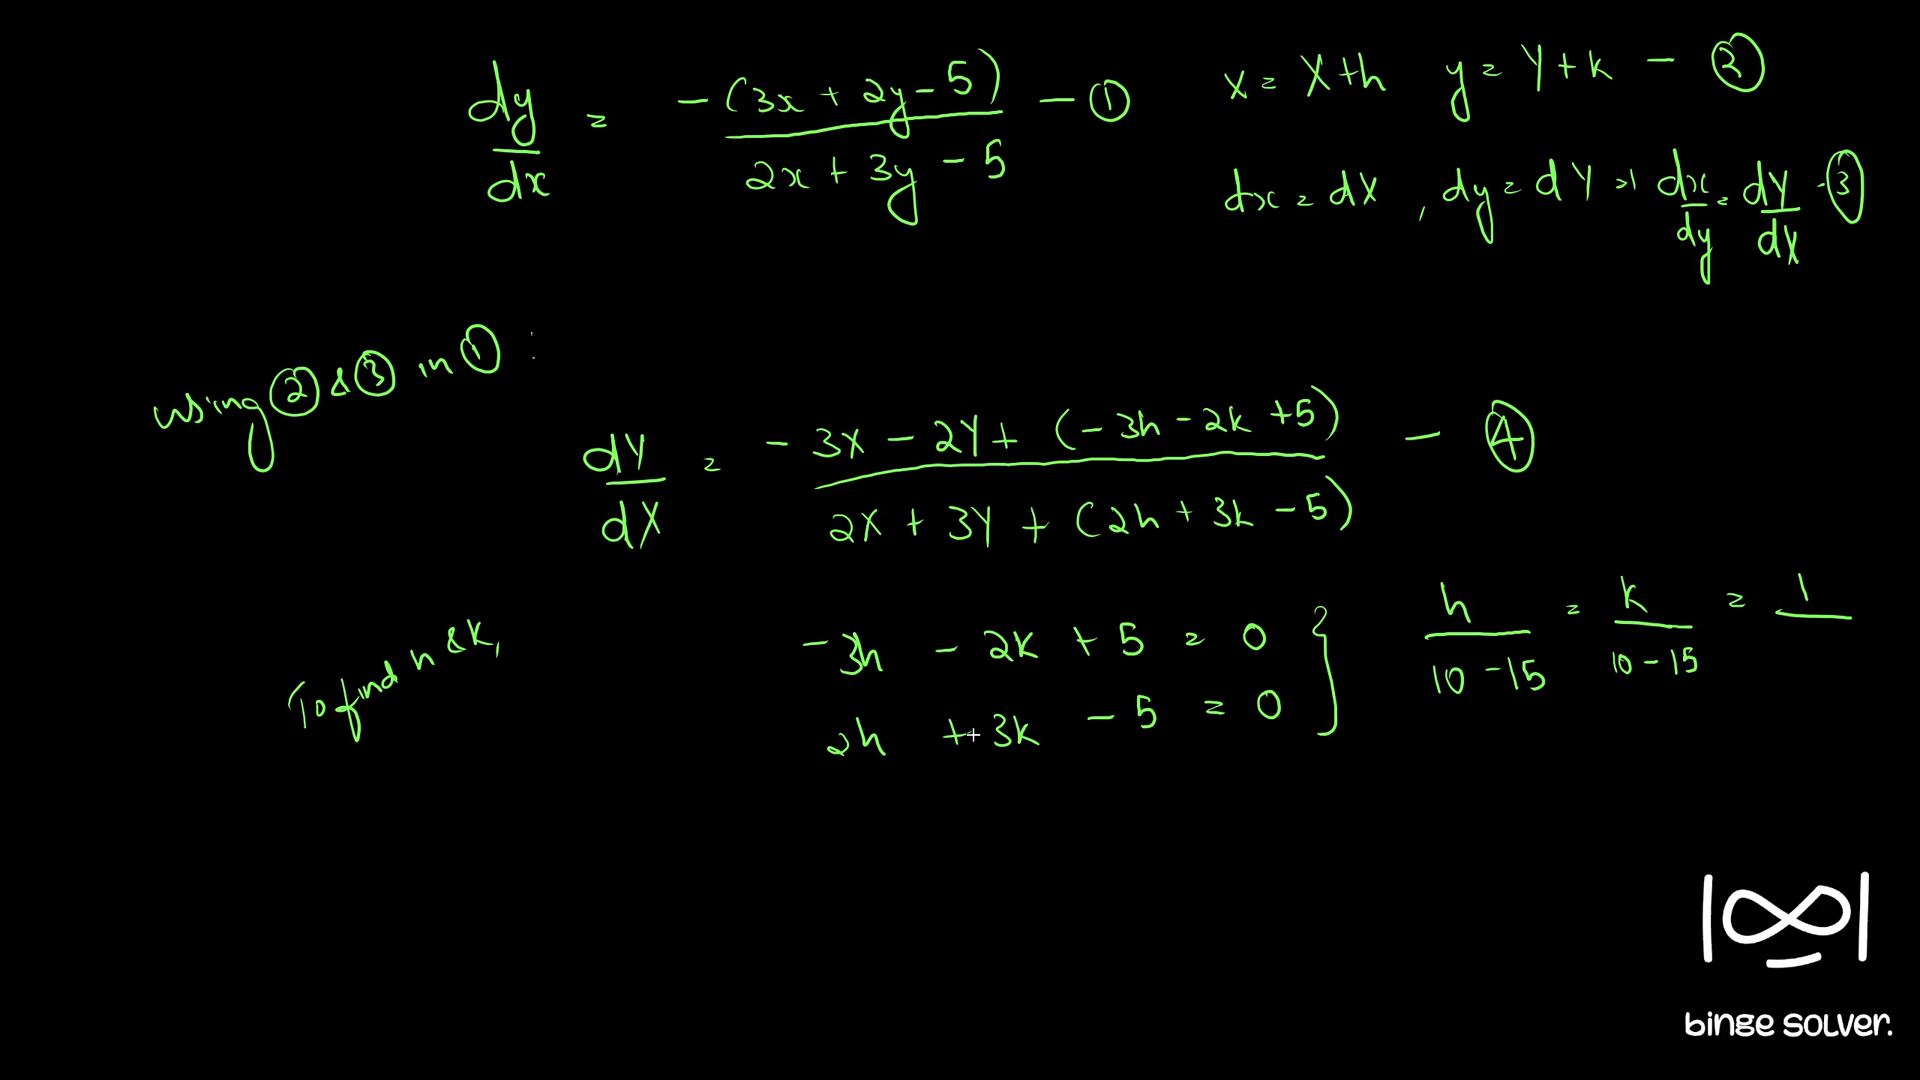 dy/dx = -(3x + 2y - 5)/(2x + 3y - 5) — ①
x = X+h y = Y+k — ②
dx = dX , dy = dY ⇒ dx/dy = dY/dX - ③
using ② & ③ in ① :
dY/dX = (-3X - 2Y + (-3h - 2k + 5))/(2X + 3Y + (2h + 3k - 5)) — ④
To find h & k,
-3h - 2k + 5 = 0
2h + 3k - 5 = 0
}
h/(10 - 15) = k/(10 - 15) = 1/
binge solver.